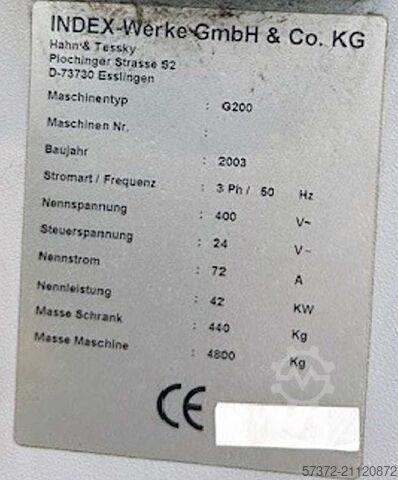 INDEX-Werke GmbH & Co. KG
Hahn & Tessky
Plochinger Strasse 92
D-73730 Esslingen
Maschinentyp : G200
Maschinen Nr. :
Baujahr : 2003
Stromart / Frequenz : 3 Ph / 50 Hz
Nennspannung : 400 V~
Steuerspannung : 24 V-
Nennstrom : 72 A
Nennleistung : 42 KW
Masse Schrank : 440 Kg
Masse Maschine : 4800 Kg
CE
57372-21120872